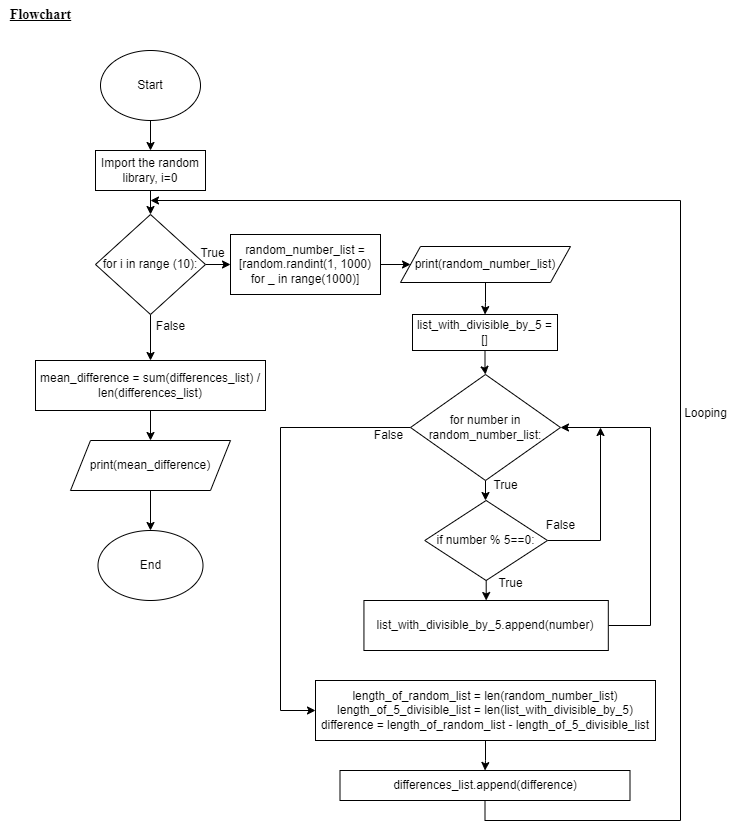 Flowchart
Start
Import the random
library, i=0
for i in range (10):
True
random_number_list =
[random.randint(1, 1000)
for _ in range(1000)]
print(random_number_list)
False
list_with_divisible_by_5 =
[]
mean_difference = sum(differences_list) /
len(differences_list)
print(mean_difference)
End
for number in
random_number_list:
False
True
if number % 5==0:
False
True
list_with_divisible_by_5.append(number)
Looping
length_of_random_list = len(random_number_list)
length_of_5_divisible_list = len(list_with_divisible_by_5)
difference = length_of_random_list - length_of_5_divisible_list
differences_list.append(difference)